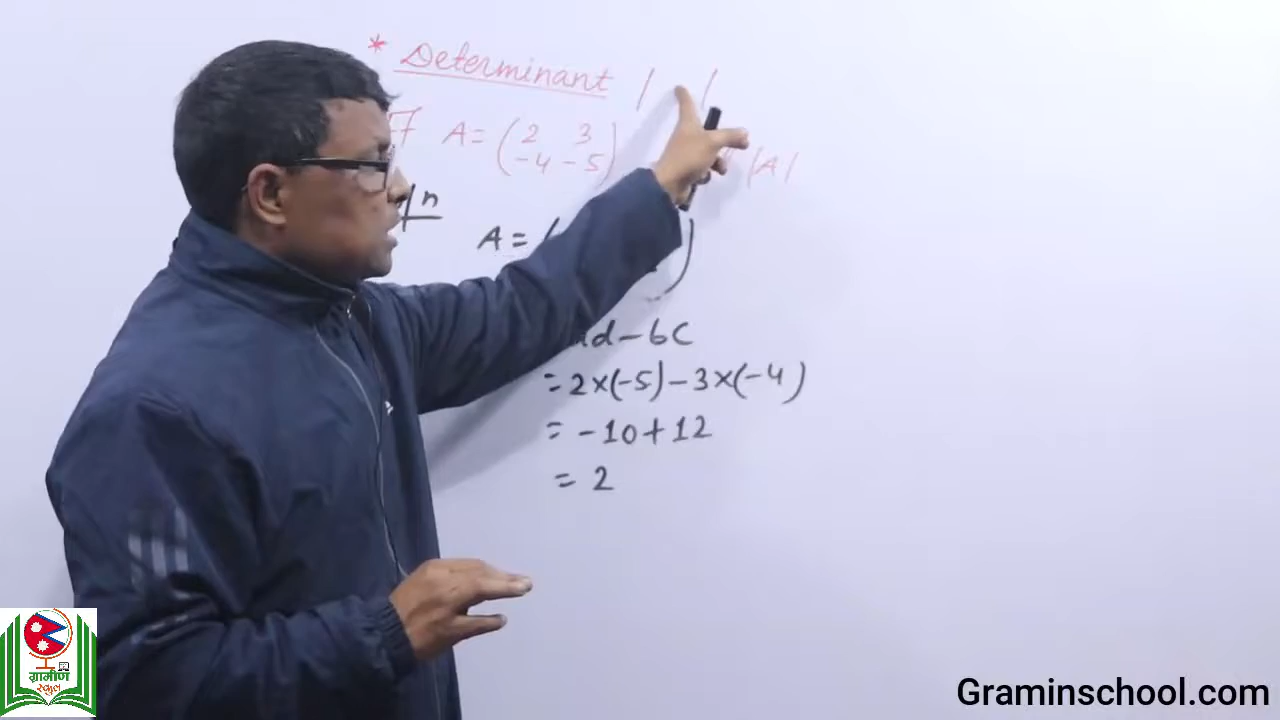 * Determinant | |
If A = ( 2 3 -4 -5 ) |A|
A = ( )
ad - bc
= 2×(-5) - 3×(-4)
= -10 + 12
= 2
ग्रामीण
स्कुल
Graminschool.com